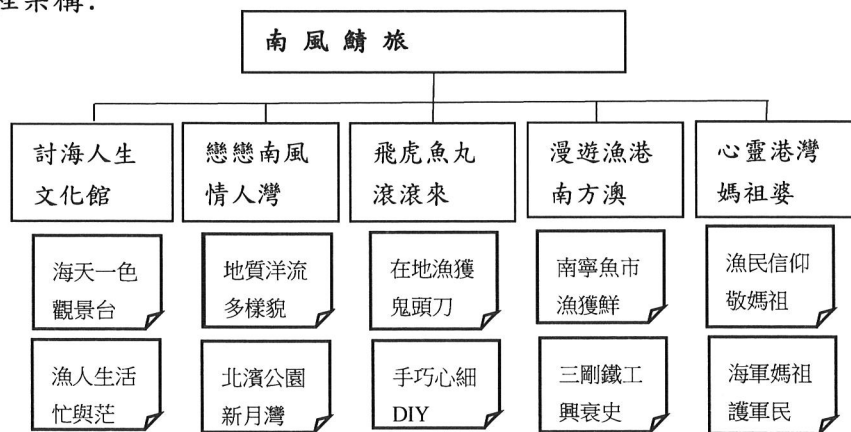 程架構：
南風鯖旅
討海人生
文化館
戀戀南風
情人灣
飛虎魚丸
滾滾來
漫遊漁港
南方澳
心靈港灣
媽祖婆
海天一色
觀景台
地質洋流
多樣貌
在地漁獲
鬼頭刀
南寧魚市
漁獲鮮
漁民信仰
敬媽祖
漁人生活
忙與茫
北濱公園
新月灣
手巧心細
DIY
三剛鐵工
興衰史
海軍媽祖
護軍民